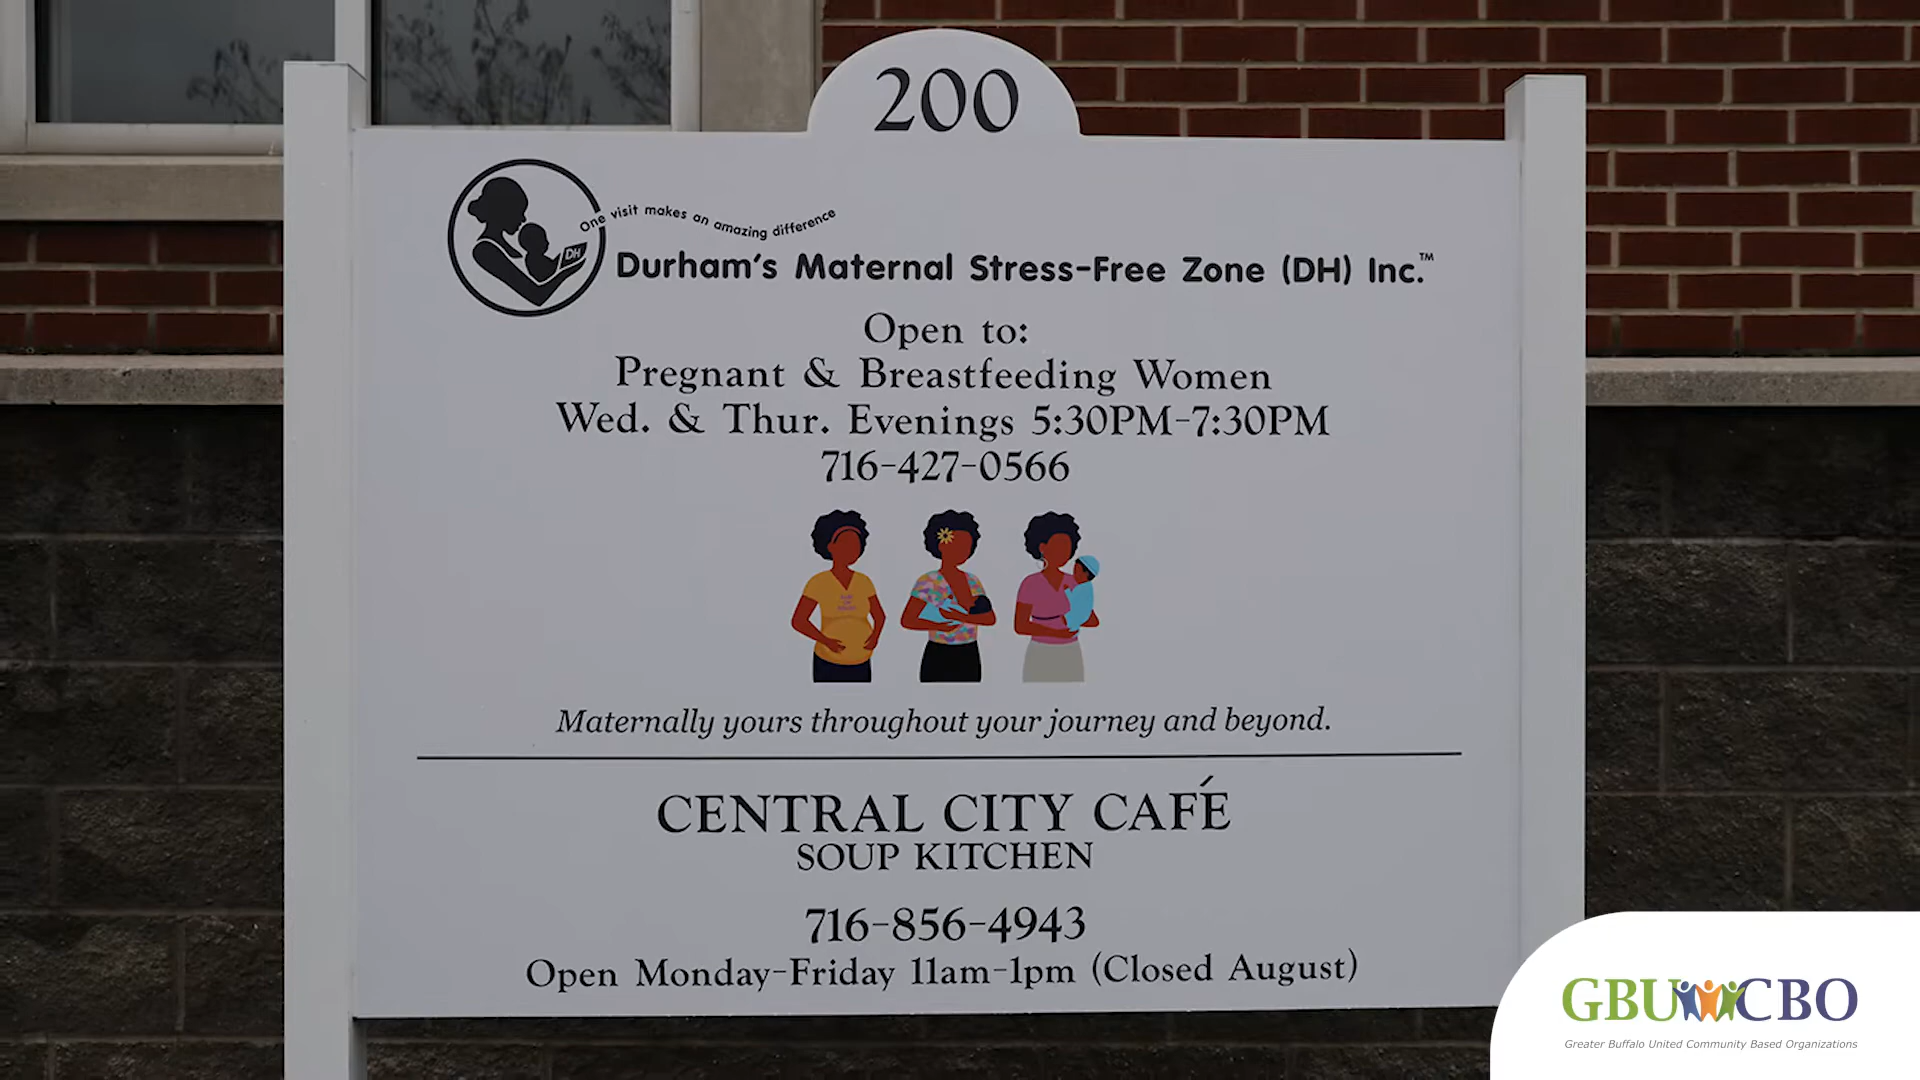 200
One visit makes an amazing difference
DH
Durham's Maternal Stress-Free Zone (DH) Inc.™
Open to:
Pregnant & Breastfeeding Women
Wed. & Thur. Evenings 5:30PM-7:30PM
716-427-0566
Maternally yours throughout your journey and beyond.
CENTRAL CITY CAFÉ
SOUP KITCHEN
716-856-4943
Open Monday-Friday 11am-1pm (Closed August)
GBUCBO
Greater Buffalo United Community Based Organizations